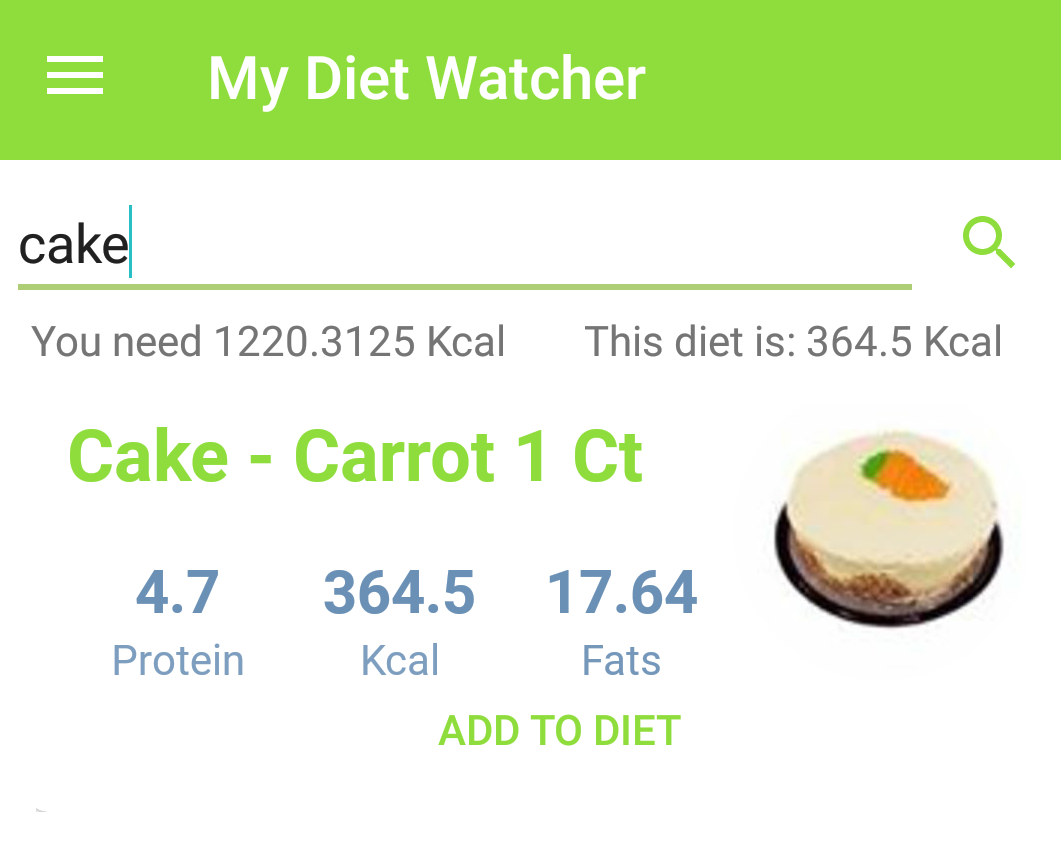 My Diet Watcher
cake
You need 1220.3125 Kcal This diet is: 364.5 Kcal
Cake - Carrot 1 Ct
4.7 364.5 17.64
Protein Kcal Fats
ADD TO DIET